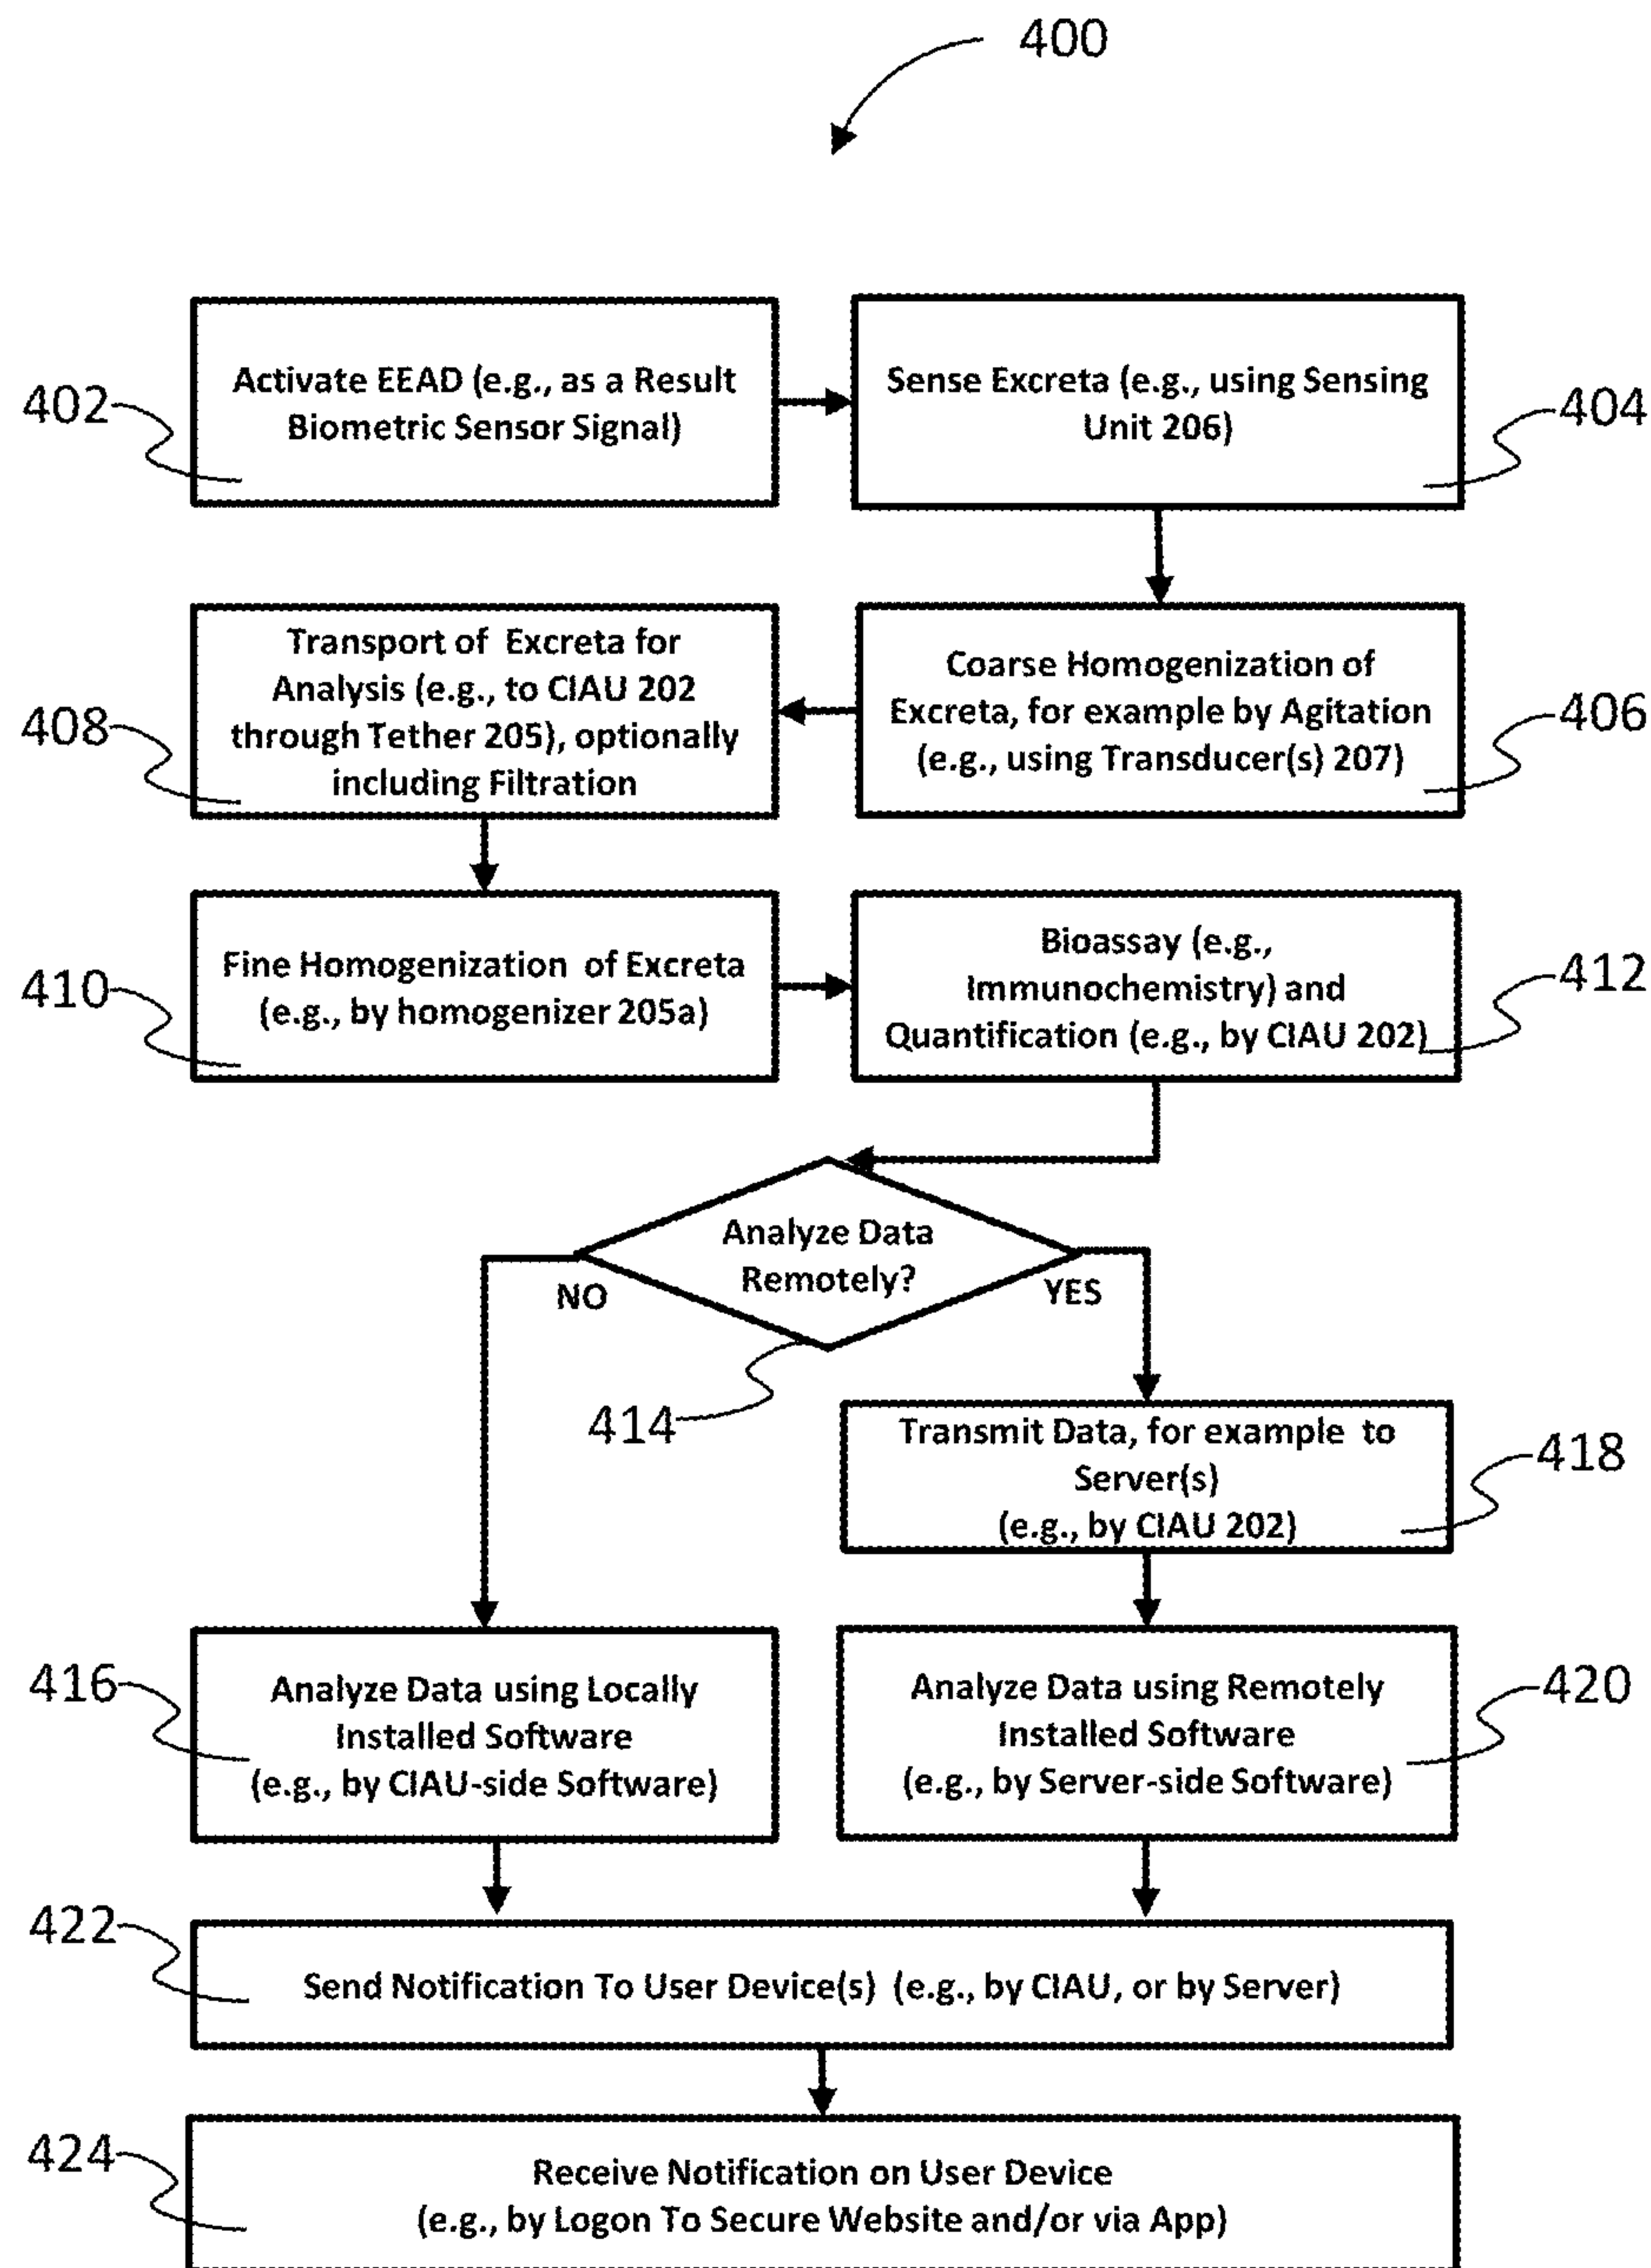 400
402
Activate EEAD (e.g., as a Result
Biometric Sensor Signal)
Sense Excreta (e.g., using Sensing
Unit 206)
404
408
Transport of Excreta for
Analysis (e.g., to CIAU 202
through Tether 205), optionally
including Filtration
Coarse Homogenization of
Excreta, for example by Agitation
(e.g., using Transducer(s) 207)
406
410
Fine Homogenization of Excreta
(e.g., by homogenizer 205a)
Bioassay (e.g.,
Immunochemistry) and
Quantification (e.g., by CIAU 202)
412
Analyze Data
Remotely?
NO
YES
414
Transmit Data, for example to
Server(s)
(e.g., by CIAU 202)
418
416
Analyze Data using Locally
Installed Software
(e.g., by CIAU-side Software)
Analyze Data using Remotely
Installed Software
(e.g., by Server-side Software)
420
422
Send Notification To User Device(s) (e.g., by CIAU, or by Server)
424
Receive Notification on User Device
(e.g., by Logon To Secure Website and/or via App)